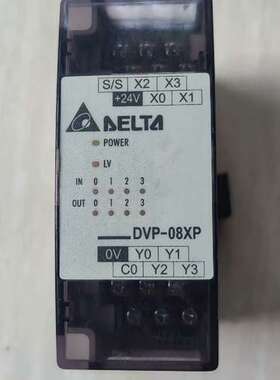 S/S X2 X3
+24V X0 X1
DELTA
POWER
LV
IN 0 1 2 3
OUT 0 1 2 3
DVP-08XP
0V Y0 Y1
C0 Y2 Y3